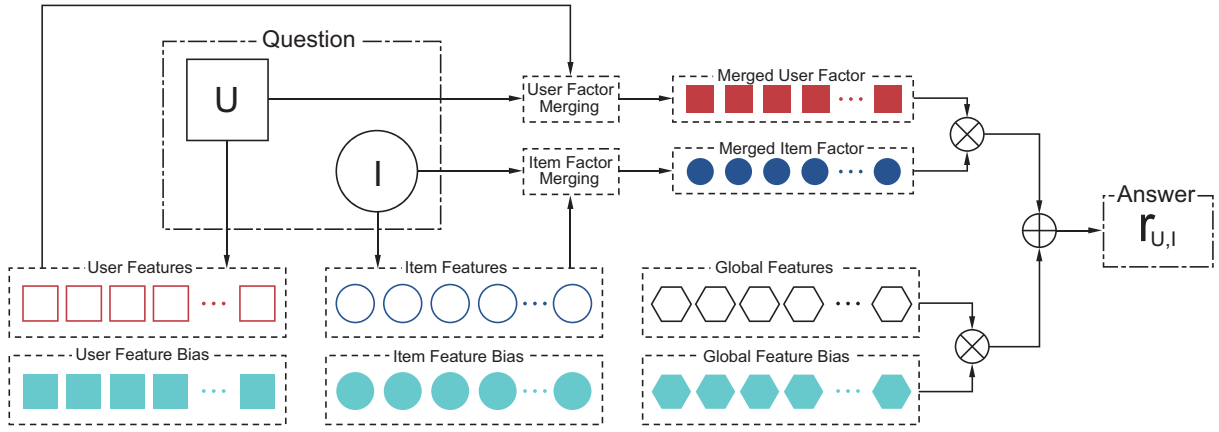 Question
U
I
User Factor
Merging
Item Factor
Merging
Merged User Factor
...
Merged Item Factor
...
Answer
r U,I
User Features
...
Item Features
...
Global Features
...
User Feature Bias
...
Item Feature Bias
...
Global Feature Bias
...